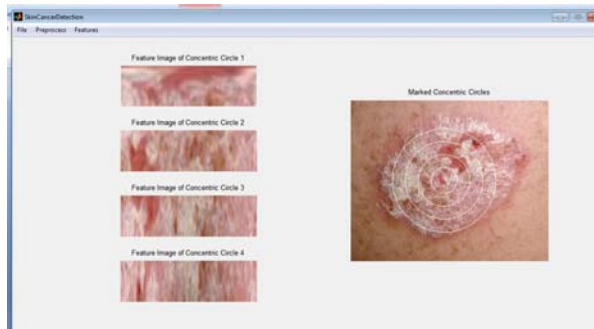 SkinCancerDetection
File Preprocess Features
Feature Image of Concentric Circle 1
Feature Image of Concentric Circle 2
Feature Image of Concentric Circle 3
Feature Image of Concentric Circle 4
Marked Concentric Circles